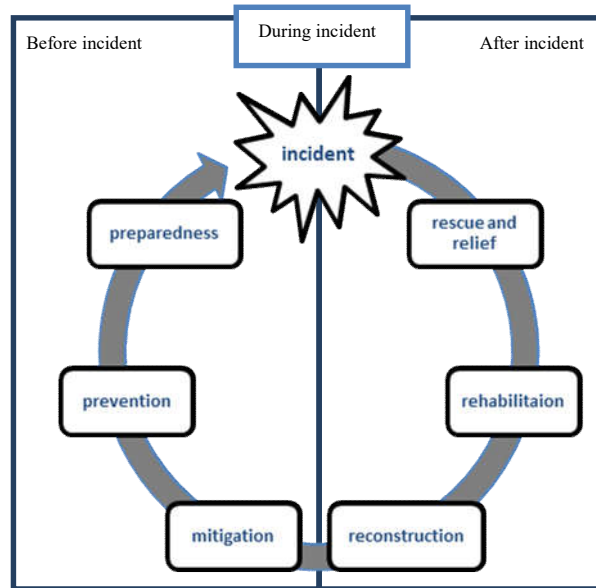 Before incident
During incident
After incident
incident
preparedness
rescue and
relief
prevention
rehabilitaion
mitigation
reconstruction